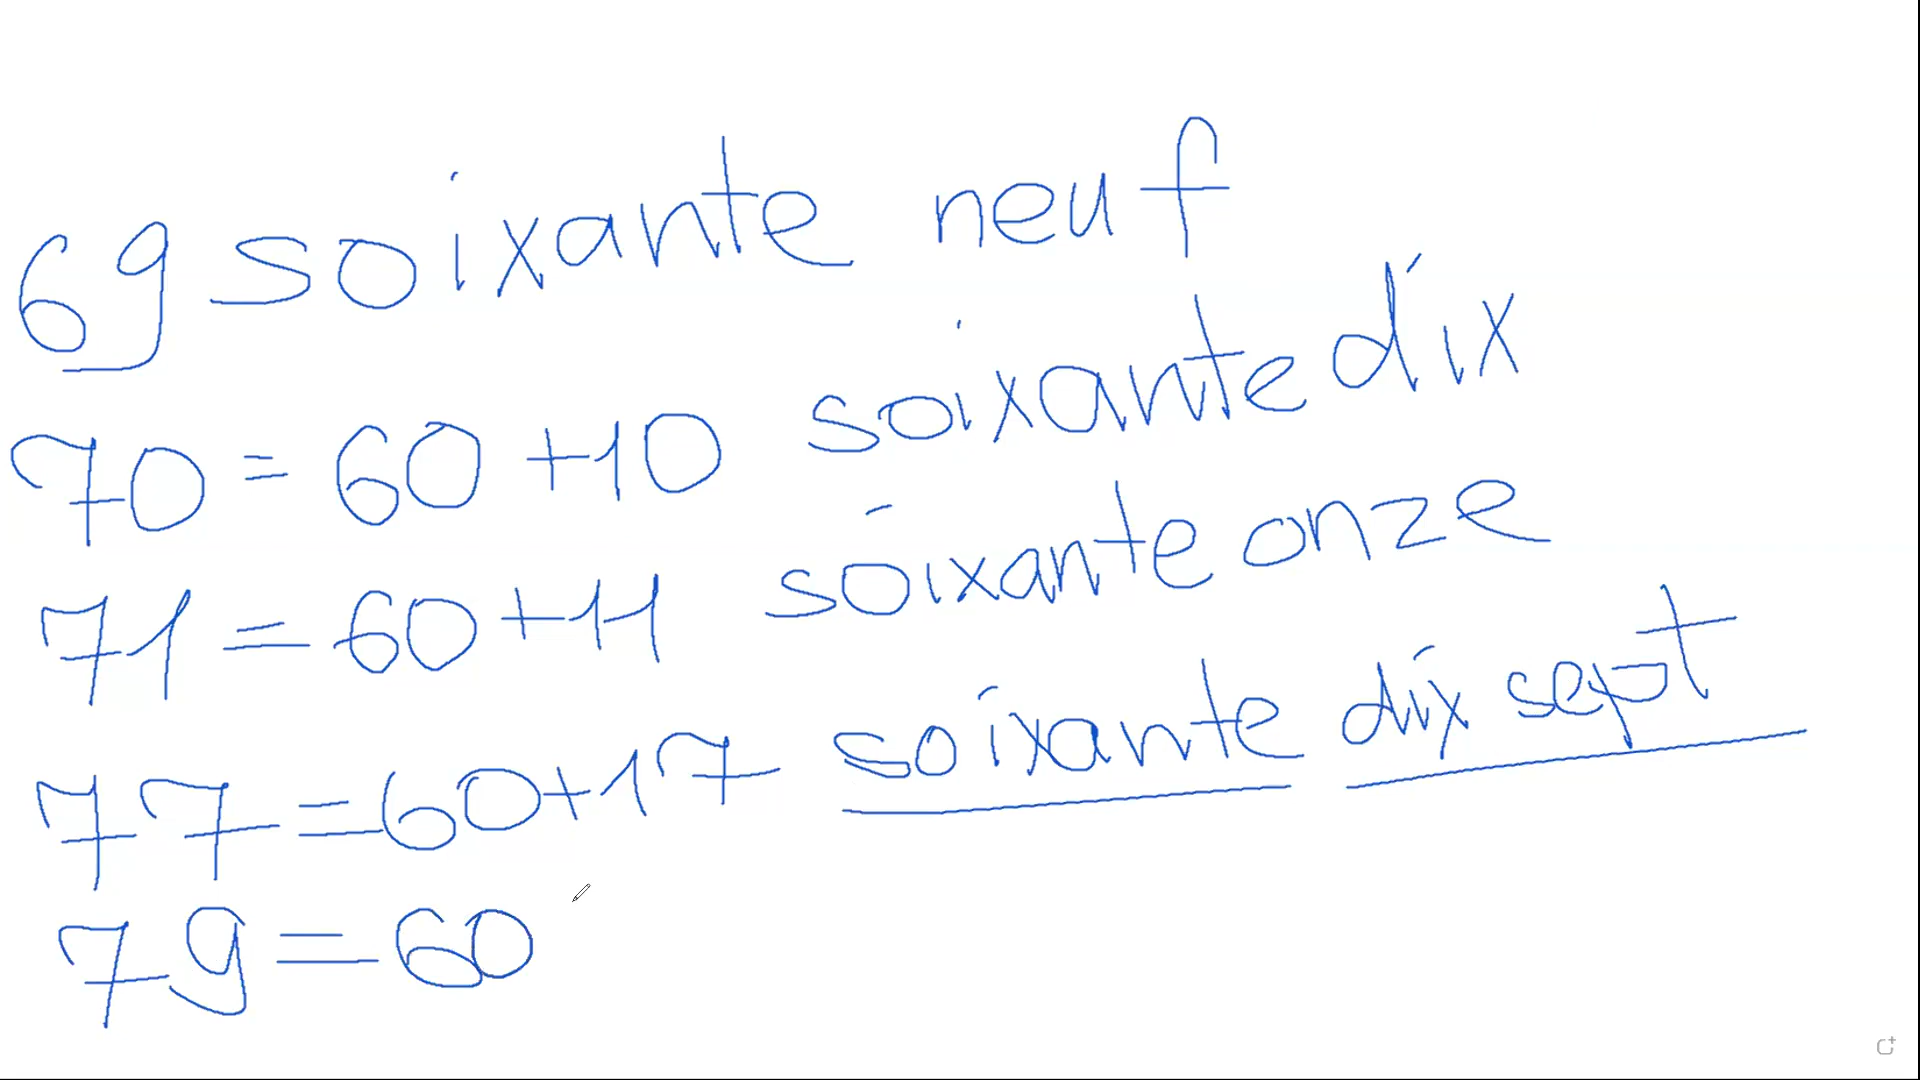 69 soixante neuf
70 = 60 + 10 soixante dix
71 = 60 + 11 soixante onze
77 = 60 + 17 soixante dix sept
79 = 60